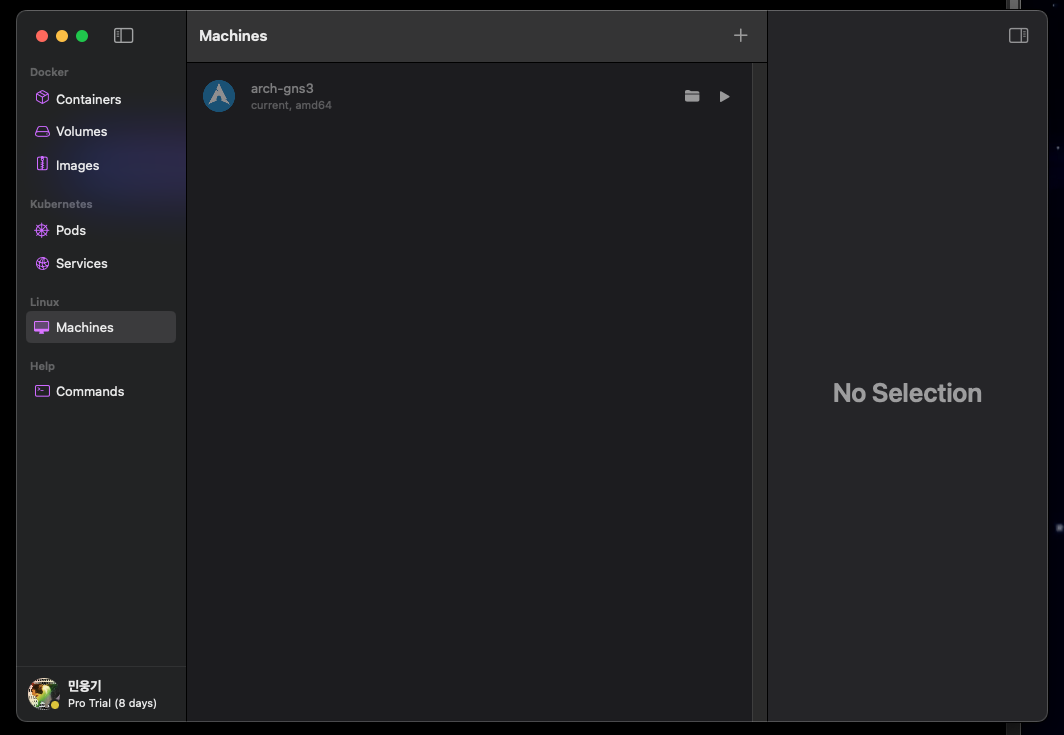 Machines
Docker
Containers
Volumes
Images
Kubernetes
Pods
Services
Linux
Machines
Help
Commands
민웅기
Pro Trial (8 days)
arch-gns3
current, amd64
No Selection